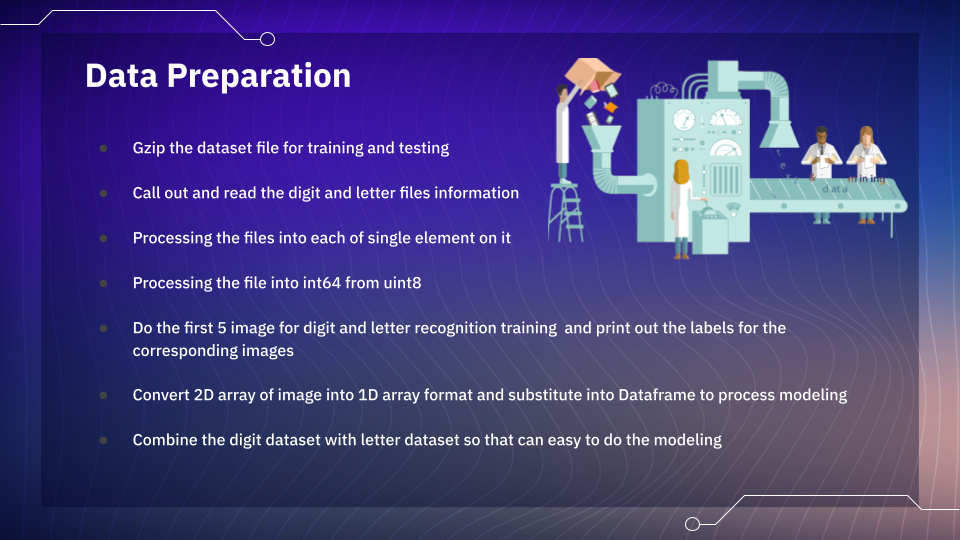 Data Preparation
Gzip the dataset file for training and testing
Call out and read the digit and letter files information
Processing the files into each of single element on it
Processing the file into int64 from uint8
Do the first 5 image for digit and letter recognition training  and print out the labels for the
corresponding images
Convert 2D array of image into 1D array format and substitute into Dataframe to process modeling
Combine the digit dataset with letter dataset so that can easy to do the modeling